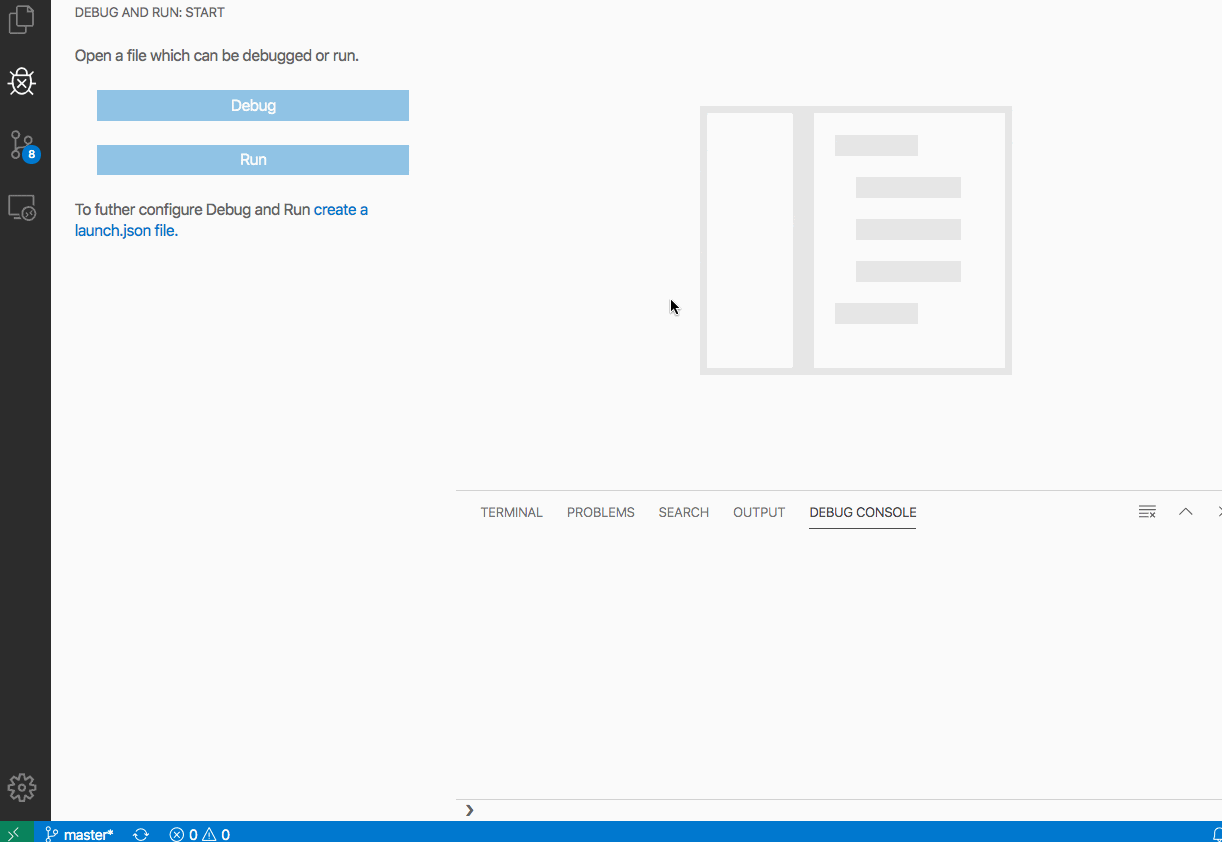 DEBUG AND RUN: START
Open a file which can be debugged or run.
Debug
Run
To futher configure Debug and Run create a
launch.json file.
8
TERMINAL PROBLEMS SEARCH OUTPUT DEBUG CONSOLE
master* 0 0